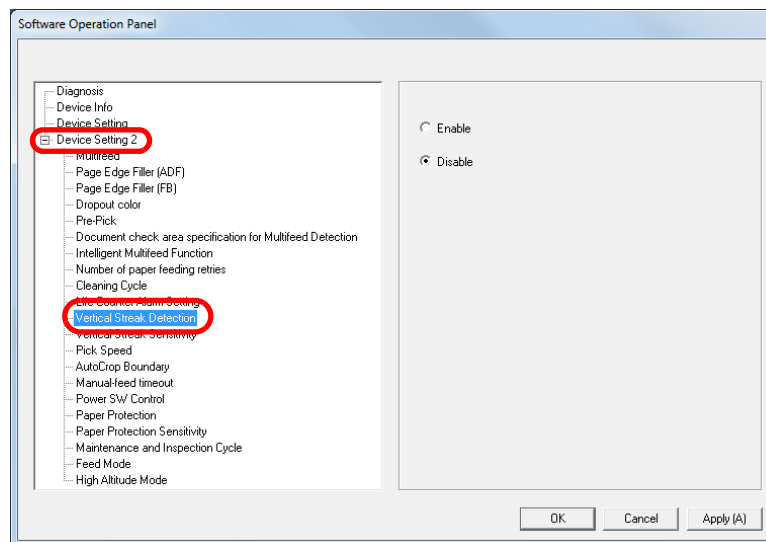 Software Operation Panel
Diagnosis
Device Info
Device Setting
Device Setting 2
Multifeed
Page Edge Filler (ADF)
Page Edge Filler (FB)
Dropout color
Pre-Pick
Document check area specification for Multifeed Detection
Intelligent Multifeed Function
Number of paper feeding retries
Cleaning Cycle
Life Counter Alarm Setting
Vertical Streak Detection
Vertical Streak Sensitivity
Pick Speed
AutoCrop Boundary
Manual-feed timeout
Power SW Control
Paper Protection
Paper Protection Sensitivity
Maintenance and Inspection Cycle
Feed Mode
High Altitude Mode
Enable
Disable
OK Cancel Apply (A)